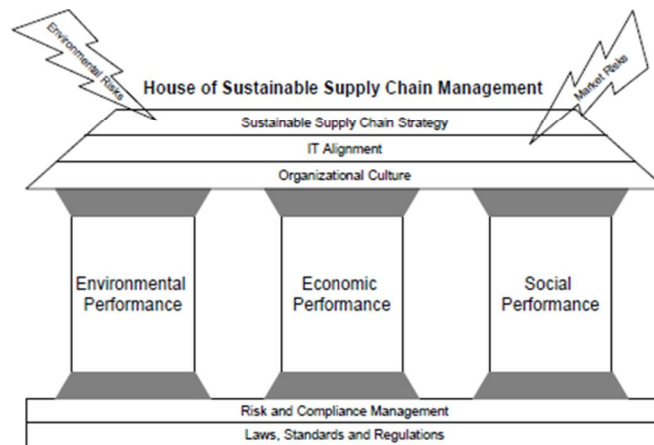 Environmental Risks
Market Risks
House of Sustainable Supply Chain Management
Sustainable Supply Chain Strategy
IT Alignment
Organizational Culture
Environmental
Performance
Economic
Performance
Social
Performance
Risk and Compliance Management
Laws, Standards and Regulations